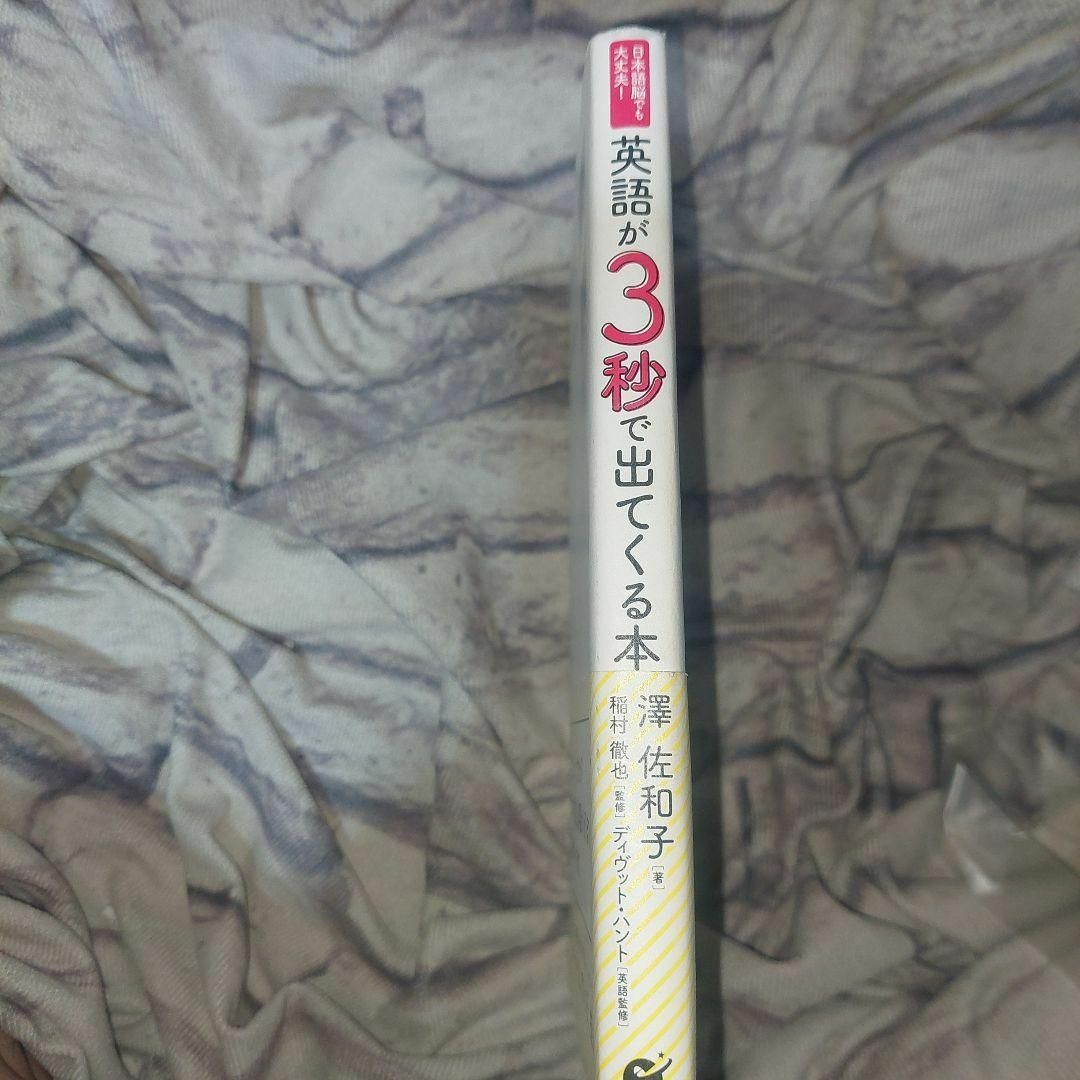 日本語脳でも
大丈夫！
英語が3秒で出てくる本
澤 佐和子［著］
稲村 徹也［監修］ディヴット・ハント［英語監修］